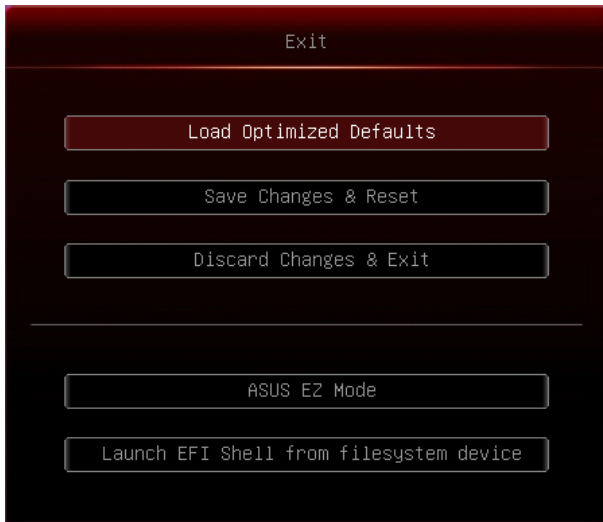 Exit
Load Optimized Defaults
Save Changes & Reset
Discard Changes & Exit
ASUS EZ Mode
Launch EFI Shell from filesystem device